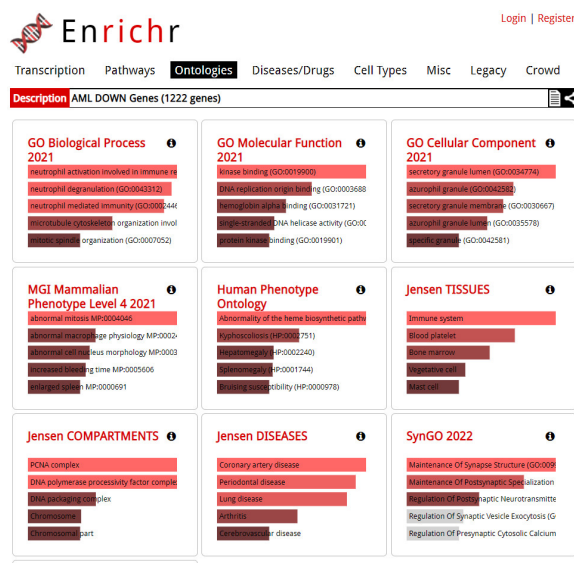 Login | Register
Enrichr
Transcription Pathways Ontologies Diseases/Drugs Cell Types Misc Legacy Crowd
Description AML DOWN Genes (1222 genes)
GO Biological Process 2021
neutrophil activation involved in immune re
neutrophil degranulation (GO:0043312)
neutrophil mediated immunity (GO:0002446
microtubule cytoskeleton organization invol
mitotic spindle organization (GO:0007052)
GO Molecular Function 2021
kinase binding (GO:0019900)
DNA replication origin binding (GO:0003688
hemoglobin alpha binding (GO:0031721)
single-stranded DNA helicase activity (GO:00
protein kinase binding (GO:0019901)
GO Cellular Component 2021
secretory granule lumen (GO:0034774)
azurophil granule (GO:0042582)
secretory granule membrane (GO:0030667)
azurophil granule lumen (GO:0035578)
specific granule (GO:0042581)
MGI Mammalian Phenotype Level 4 2021
abnormal mitosis MP:0004046
abnormal macrophage physiology MP:0002
abnormal cell nucleus morphology MP:0003
increased bleeding time MP:0005606
enlarged spleen MP:0000691
Human Phenotype Ontology
Abnormality of the heme biosynthetic pathw
Kyphoscoliosis (HP:0002751)
Hepatomegaly (HP:0002240)
Splenomegaly (HP:0001744)
Bruising susceptibility (HP:0000978)
Jensen TISSUES
Immune system
Blood platelet
Bone marrow
Vegetative cell
Mast cell
Jensen COMPARTMENTS
PCNA complex
DNA polymerase processivity factor complex
DNA packaging complex
Chromosome
Chromosomal part
Jensen DISEASES
Coronary artery disease
Periodontal disease
Lung disease
Arthritis
Cerebrovascular disease
SynGO 2022
Maintenance Of Synapse Structure (GO:009
Maintenance Of Postsynaptic Specialization
Regulation Of Postsynaptic Neurotransmitte
Regulation Of Synaptic Vesicle Exocytosis (G
Regulation Of Presynaptic Cytosolic Calcium